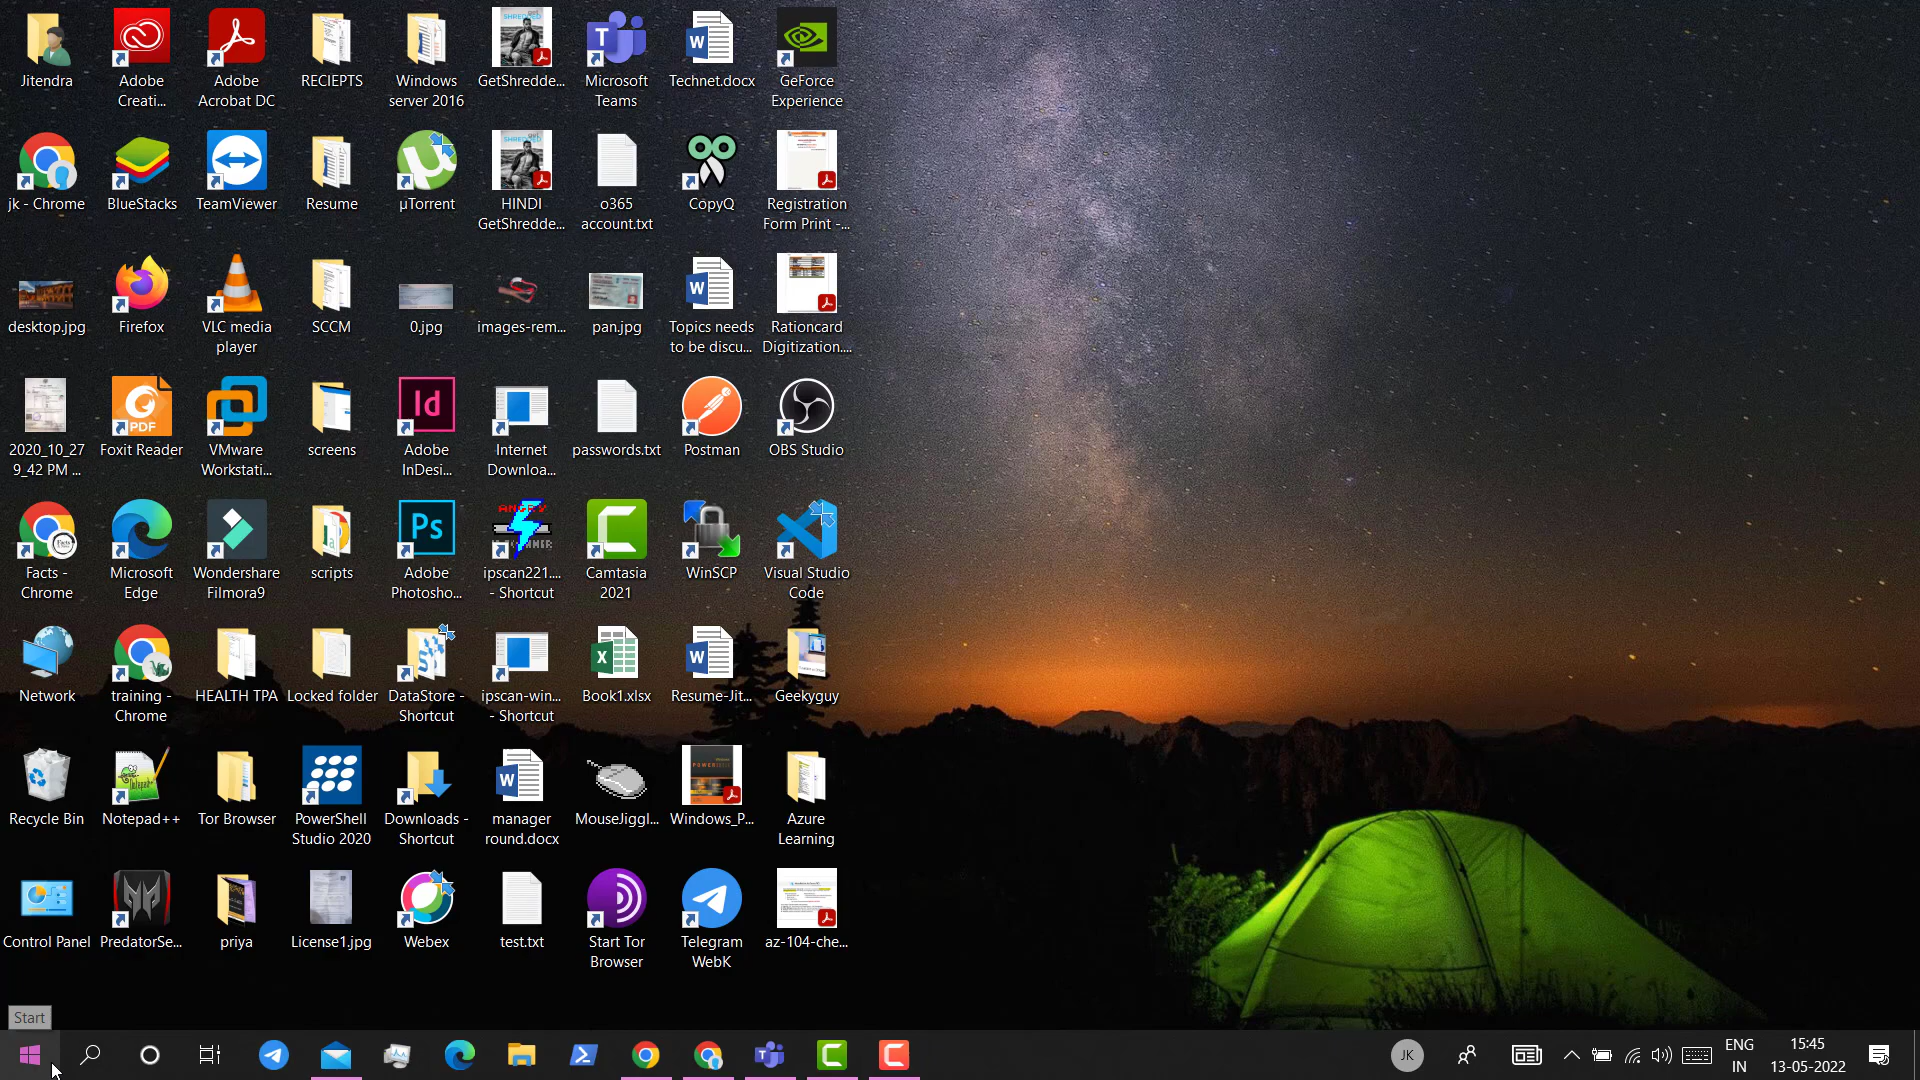 Jitendra
Adobe
Creati...
Adobe
Acrobat DC
RECIEPTS
Windows
server 2016
GetShredde...
Microsoft
Teams
Technet.docx
GeForce
Experience
jk - Chrome
BlueStacks
TeamViewer
Resume
µTorrent
HINDI
GetShredde...
o365
account.txt
CopyQ
Registration
Form Print -...
desktop.jpg
Firefox
VLC media
player
SCCM
0.jpg
images-rem...
pan.jpg
Topics needs
to be discu...
Rationcard
Digitization....
2020_10_27
9_42 PM ...
Foxit Reader
VMware
Workstati...
screens
Adobe
InDesi...
Internet
Downloa...
passwords.txt
Postman
OBS Studio
Facts -
Chrome
Microsoft
Edge
Wondershare
Filmora9
scripts
Adobe
Photosho...
ipscan221....
- Shortcut
Camtasia
2021
WinSCP
Visual Studio
Code
Network
training -
Chrome
HEALTH TPA
Locked folder
DataStore -
Shortcut
ipscan-win...
- Shortcut
Book1.xlsx
Resume-Jit...
Geekyguy
Recycle Bin
Notepad++
Tor Browser
PowerShell
Studio 2020
Downloads -
Shortcut
manager
round.docx
MouseJiggl...
Windows_P...
Azure
Learning
Control Panel
PredatorSe...
priya
License1.jpg
Webex
test.txt
Start Tor
Browser
Telegram
WebK
az-104-che...
Start
JK
ENG
IN
15:45
13-05-2022